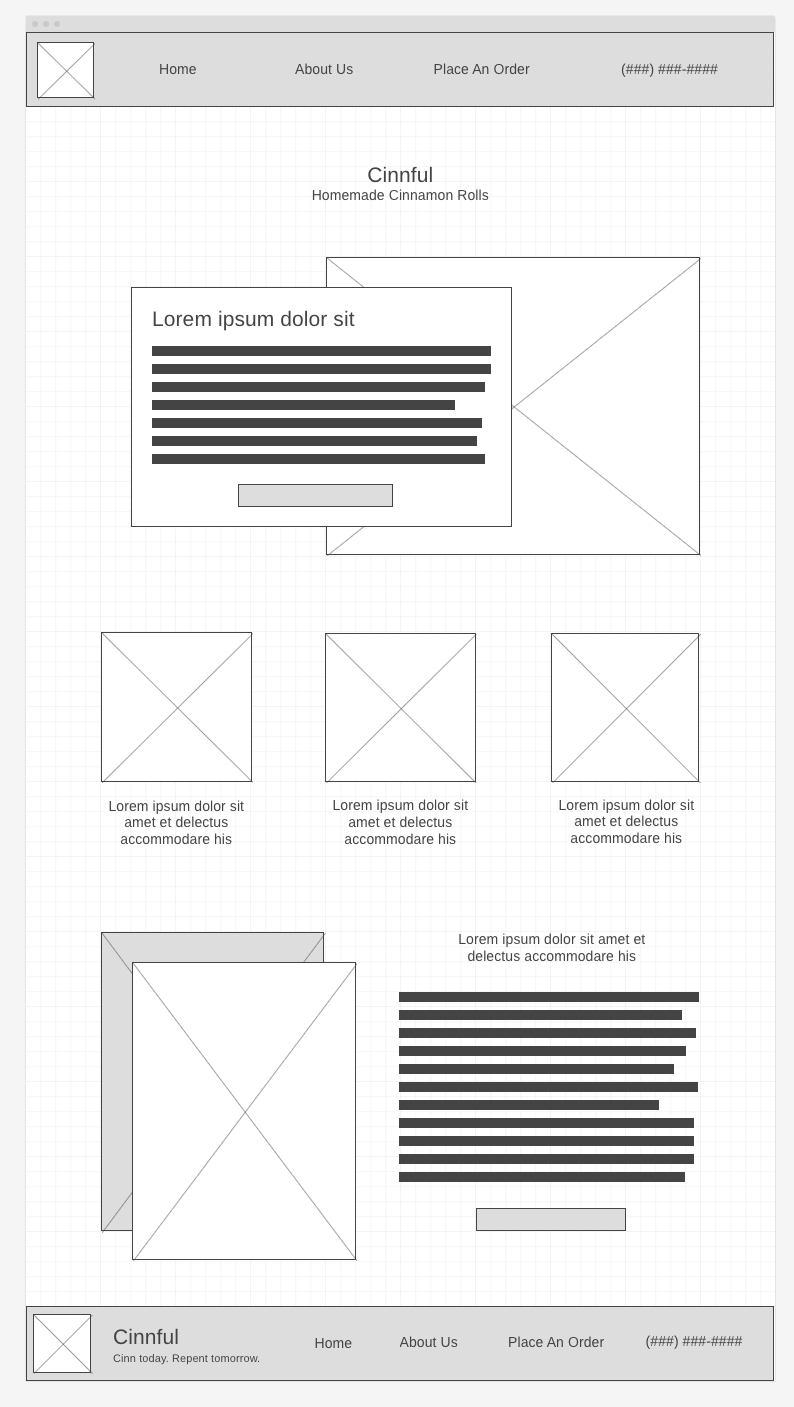 Home About Us Place An Order (###) ###-####
Cinnful
Homemade Cinnamon Rolls
Lorem ipsum dolor sit
Lorem ipsum dolor sit
amet et delectus
accommodare his
Lorem ipsum dolor sit
amet et delectus
accommodare his
Lorem ipsum dolor sit
amet et delectus
accommodare his
Lorem ipsum dolor sit amet et
delectus accommodare his
Cinnful
Cinn today. Repent tomorrow.
Home About Us Place An Order (###) ###-####